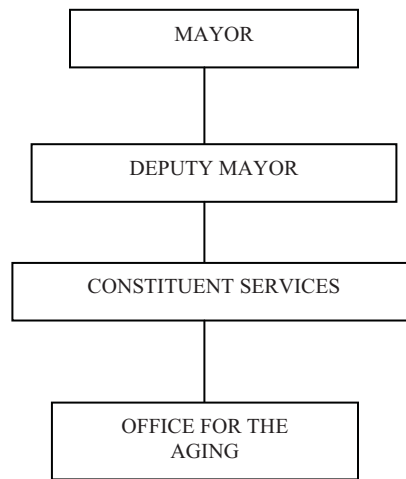 MAYOR
DEPUTY MAYOR
CONSTITUENT SERVICES
OFFICE FOR THE
AGING